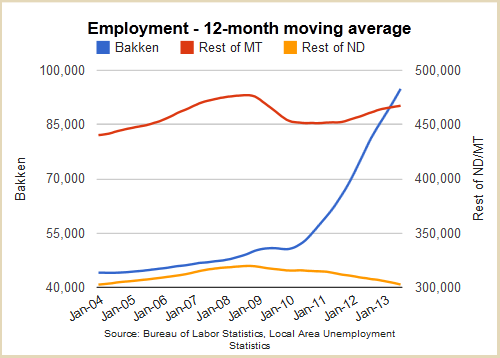 Employment - 12-month moving average
Bakken Rest of MT Rest of ND
100,000 500,000
85,000 450,000
70,000 400,000
55,000 350,000
40,000 300,000
Bakken
Rest of ND/MT
Jan-04 Jan-05 Jan-06 Jan-07 Jan-08 Jan-09 Jan-10 Jan-11 Jan-12 Jan-13
Source: Bureau of Labor Statistics, Local Area Unemployment
Statistics